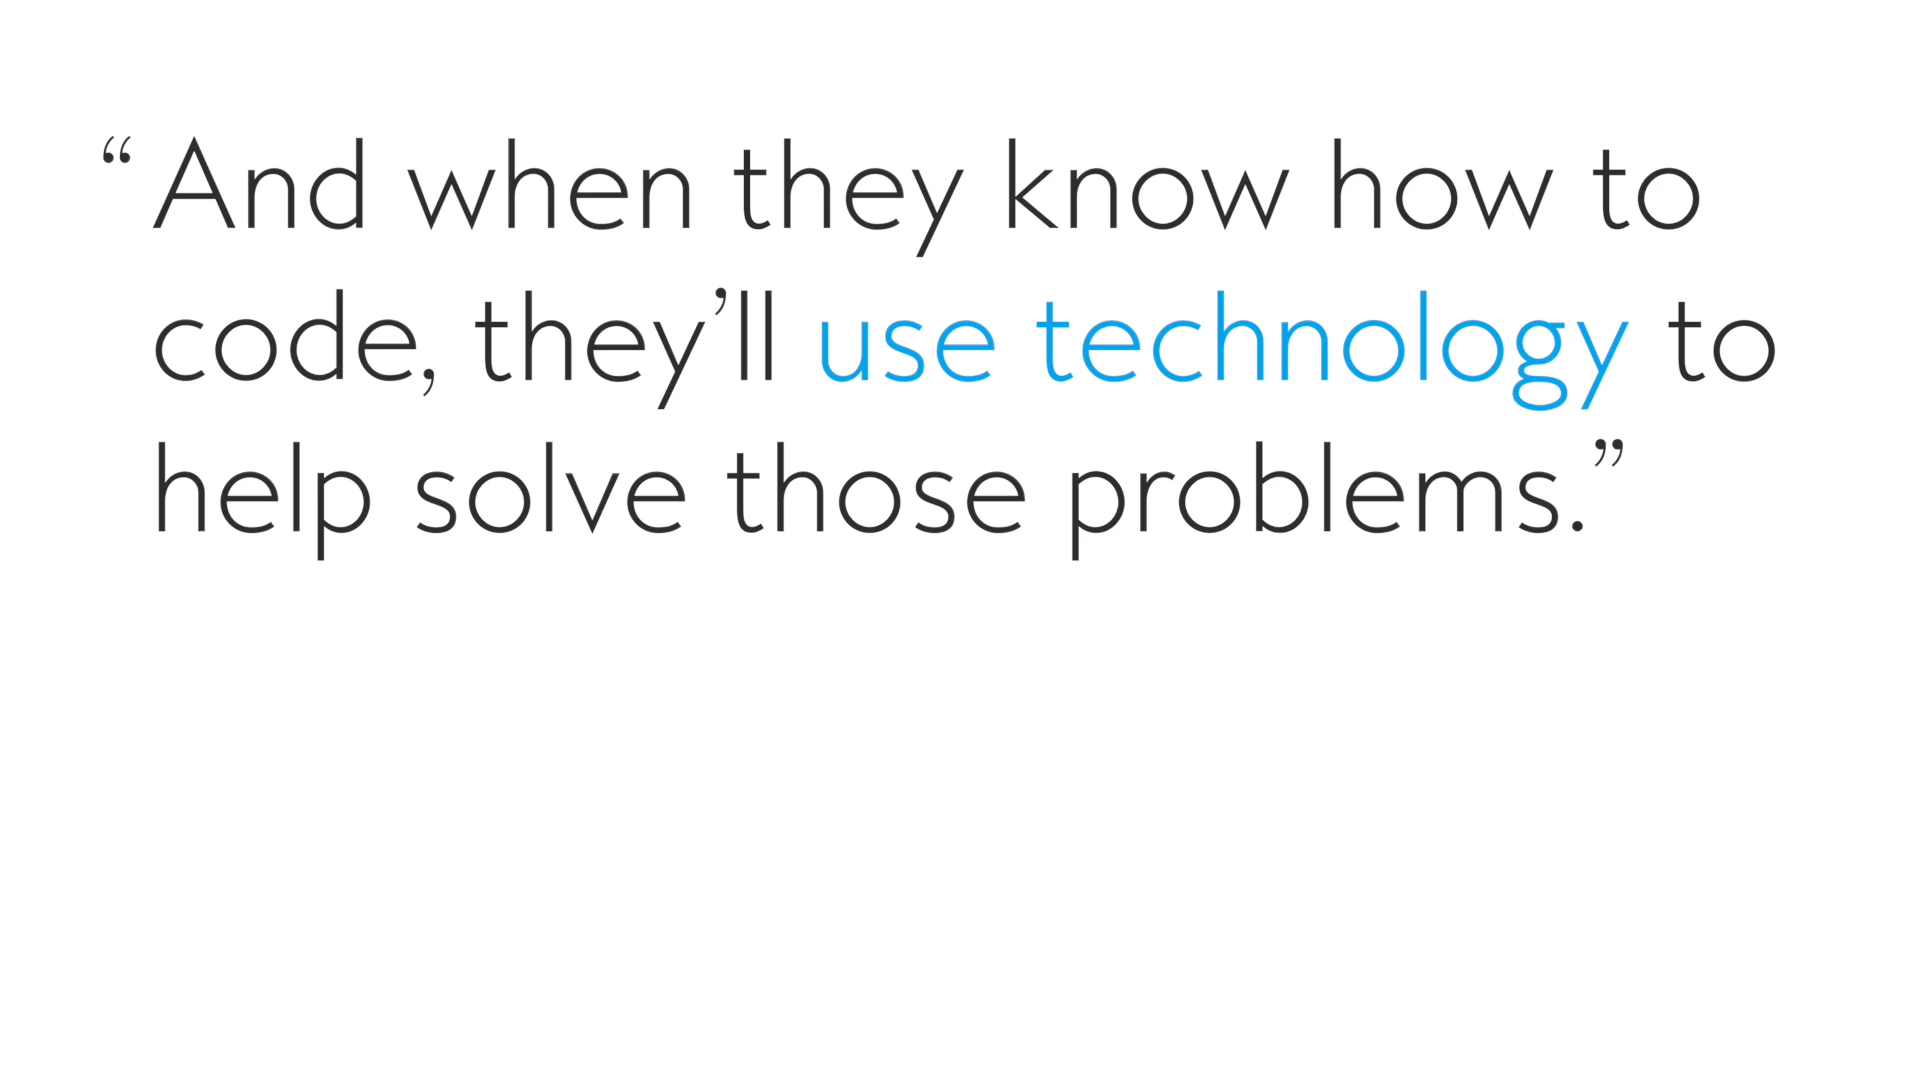 “And when they know how to
code, they’ll use technology to
help solve those problems.”